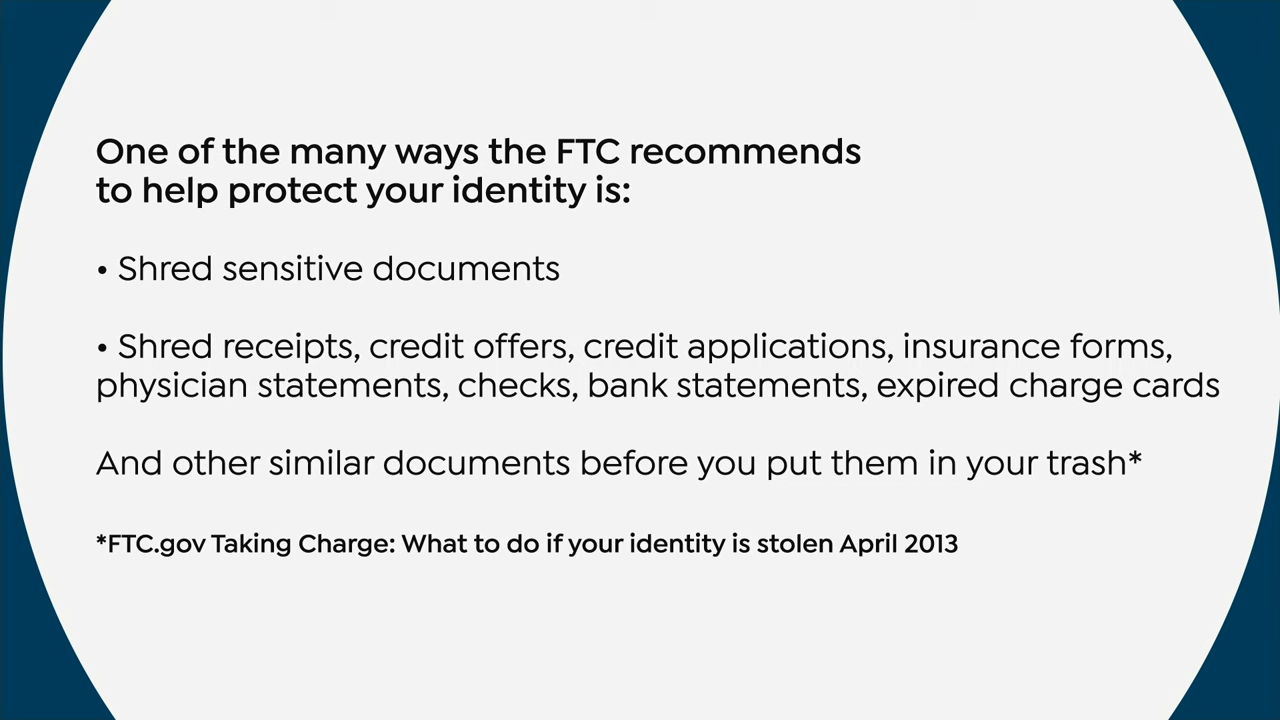 One of the many ways the FTC recommends
to help protect your identity is:
• Shred sensitive documents
• Shred receipts, credit offers, credit applications, insurance forms,
physician statements, checks, bank statements, expired charge cards
And other similar documents before you put them in your trash*
*FTC.gov Taking Charge: What to do if your identity is stolen April 2013